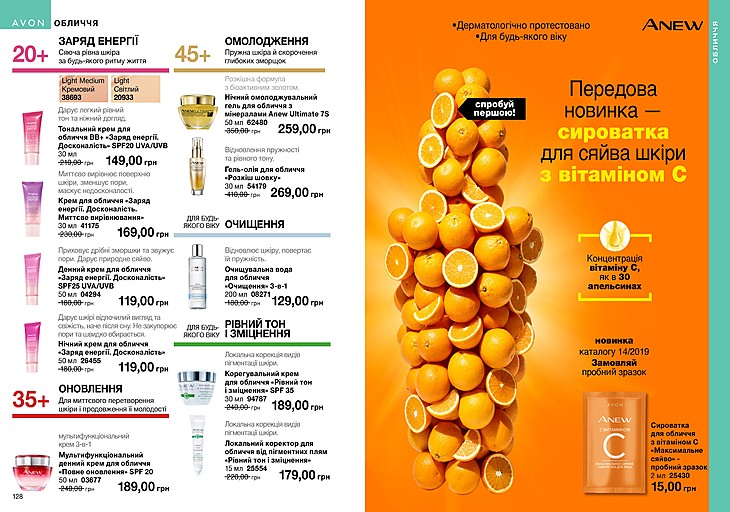 AVON ОБЛИЧЧЯ
20+
ЗАРЯД ЕНЕРГІЇ
Сяюча рівна шкіра
за будь-якого ритму життя
Light Medium
Кремовий
38693
Light
Світлий
20933
Дарує легкий рівний
тон та ніжний догляд.
Тональний крем для
обличчя ВВ+ «Заряд енергії.
Досконалість» SPF20 UVA/UVB
30 мл
210,00 грн 149,00 грн
Миттєво вирівнює поверхню
шкіри, зменшує пори,
маскує недосконалості.
Крем для обличчя «Заряд
енергії. Досконалість.
Миттєве вирівнювання»
30 мл 41175
230,00 грн 169,00 грн
Приховує дрібні зморшки та звужує
пори. Дарує природне сяйво.
Денний крем для обличчя
«Заряд енергії. Досконалість»
SPF25 UVA/UVB
50 мл 04294
180,00 грн 119,00 грн
Дарує шкірі відпочилий вигляд та
свіжість, наче після сну. Не закупорює
пори та швидко вбирається.
Нічний крем для обличчя
«Заряд енергії. Досконалість»
50 мл 26455
180,00 грн 119,00 грн
35+
ОНОВЛЕННЯ
Для миттєвого перетворення
шкіри і продовження її молодості
мультифункціональний
крем 3-в-1
Мультифункціональний
денний крем для обличчя
«Повне оновлення» SPF 20
50 мл 03677
240,00 грн 189,00 грн
128
45+
ОМОЛОДЖЕННЯ
Пружна шкіра й скорочення
глибоких зморщок
Розкішна формула
з біоактивним золотом.
Нічний омолоджувальний
гель для обличчя з
мінералами Anew Ultimate 7S
50 мл 62480
350,00 грн 259,00 грн
Відновлення пружності
та рівного тону.
Гель-олія для обличчя
«Розкіш шовку»
30 мл 54179
410,00 грн 269,00 грн
ДЛЯ БУДЬ-
ЯКОГО ВІКУ
ОЧИЩЕННЯ
Відновлює шкіру, повертає
їй пружність.
Очищувальна вода
для обличчя
«Очищення» 3-в-1
200 мл 08271
180,00 грн 129,00 грн
ДЛЯ БУДЬ-
ЯКОГО ВІКУ
РІВНИЙ ТОН
І ЗМІЦНЕННЯ
Локальна корекція видів
пігментації шкіри.
Корегувальний крем
для обличчя «Рівний тон
і зміцнення» SPF 35
30 мл 94787
240,00 грн 189,00 грн
Локальна корекція видів
пігментації шкіри.
Локальний коректор для
обличчя від пігментних плям
«Рівний тон і зміцнення»
15 мл 25554
220,00 грн 179,00 грн
•Дерматологічно протестовано
•Для будь-якого віку
ANEW
ОБЛИЧЧЯ
спробуй
першою!
Передова
новинка —
сироватка
для сяйва шкіри
з вітаміном С
Концентрація
вітаміну С,
як в 30
апельсинах
новинка
каталогу 14/2019
Замовляй
пробний зразок
AVON
ANEW
С ВИТАМИНОМ
C
Сироватка
для обличчя
з вітаміном С
«Максимальне
сяйво» -
пробний зразок
2 мл 25430
15,00 грн